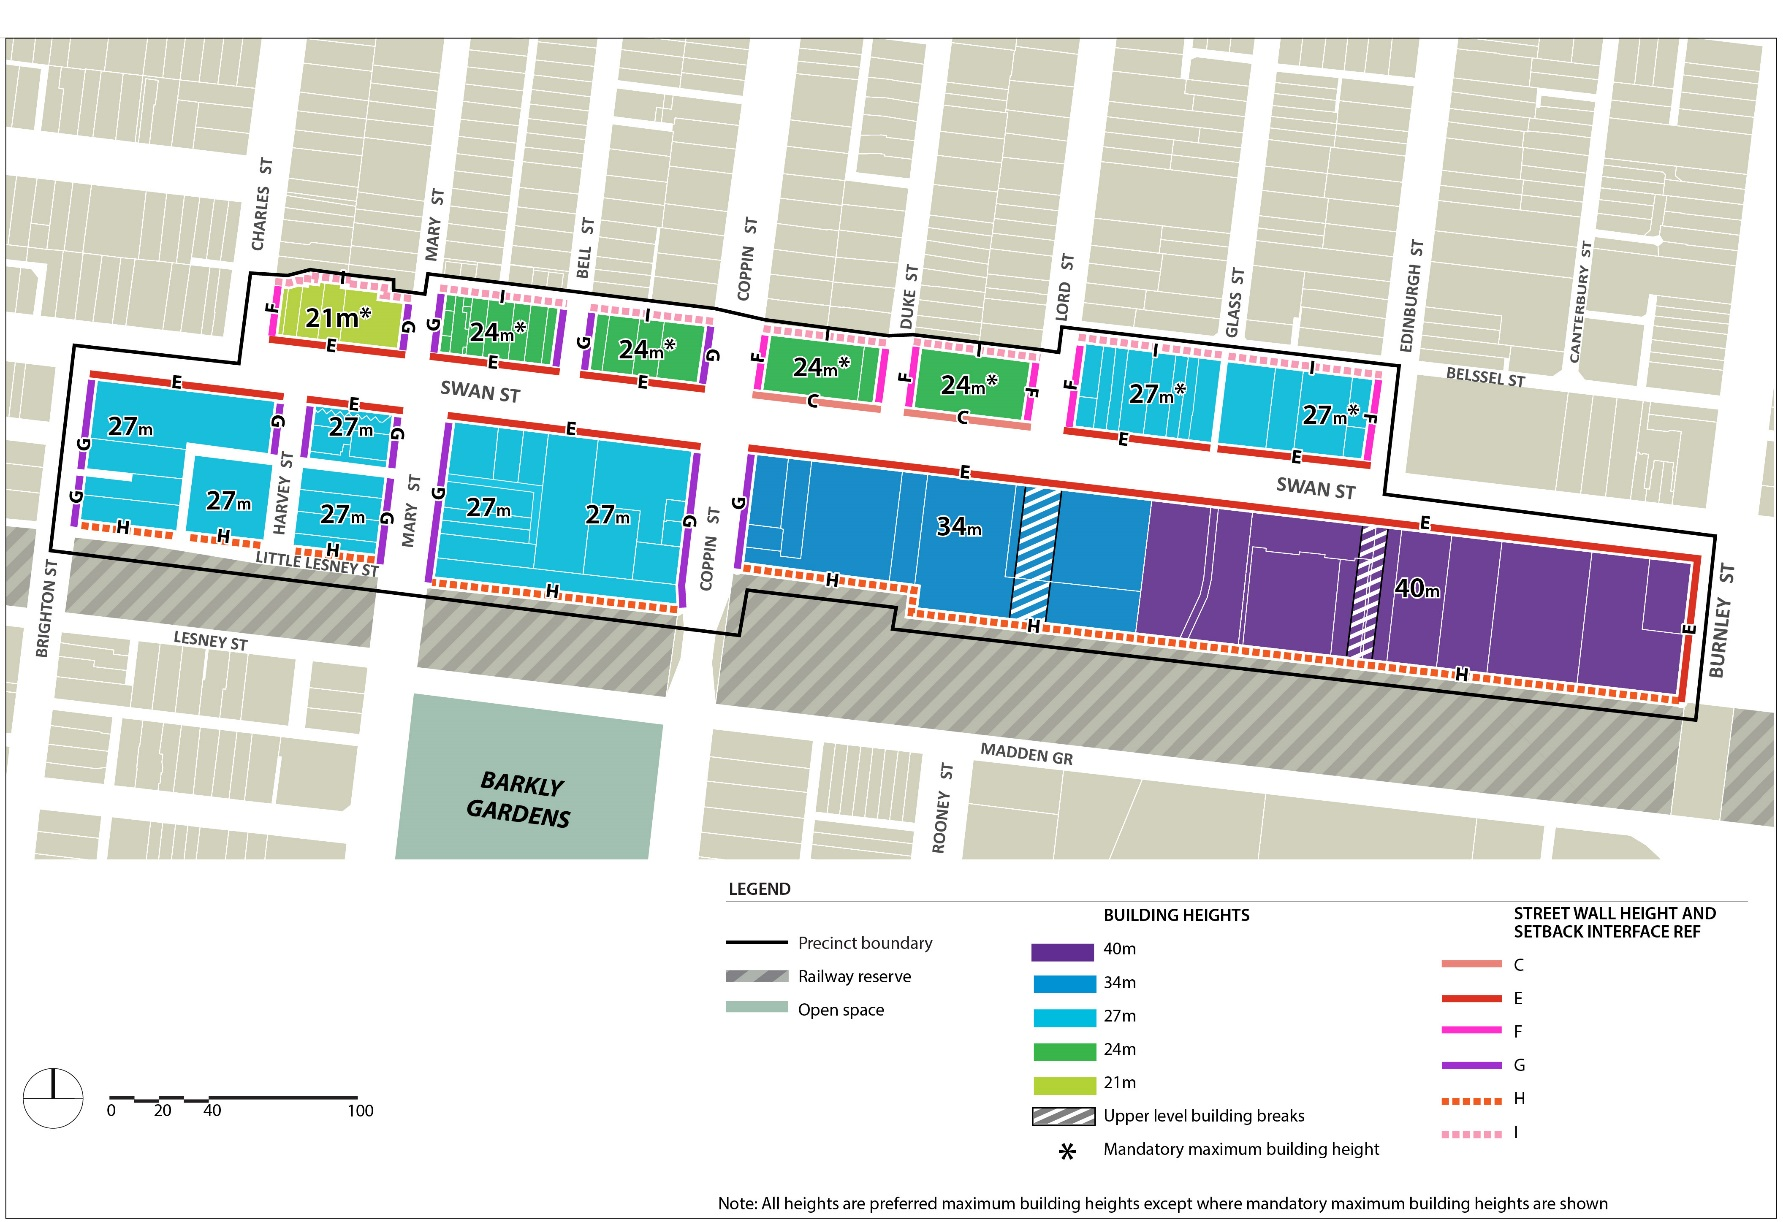 CHARLES ST
MARY ST
BELL ST
COPPIN ST
DUKE ST
LORD ST
GLASS ST
EDINBURGH ST
CANTERBURY ST
I
I
I
I
I
I
I
F
21m*
G
E
G
24m*
E
G
24m*
G
E
F
24m*
C
F
24m*
F
C
F
27m*
E
27m*
F
E
BELSSEL ST
SWAN ST
SWAN ST
E
27m
G
G
G
27m
H
H
HARVEY ST
E
27m
G
27m
G
H
LITTLE LESNEY ST
MARY ST
E
G
27m
27m
G
H
COPPIN ST
G
E
34m
H
H
E
40m
E
H
BURNLEY ST
BRIGHTON ST
LESNEY ST
BARKLY
GARDENS
MADDEN GR
ROONEY ST
LEGEND
Precinct boundary
Railway reserve
Open space
BUILDING HEIGHTS
40m
34m
27m
24m
21m
Upper level building breaks
* Mandatory maximum building height
STREET WALL HEIGHT AND
SETBACK INTERFACE REF
C
E
F
G
H
I
0 20 40 100
Note: All heights are preferred maximum building heights except where mandatory maximum building heights are shown